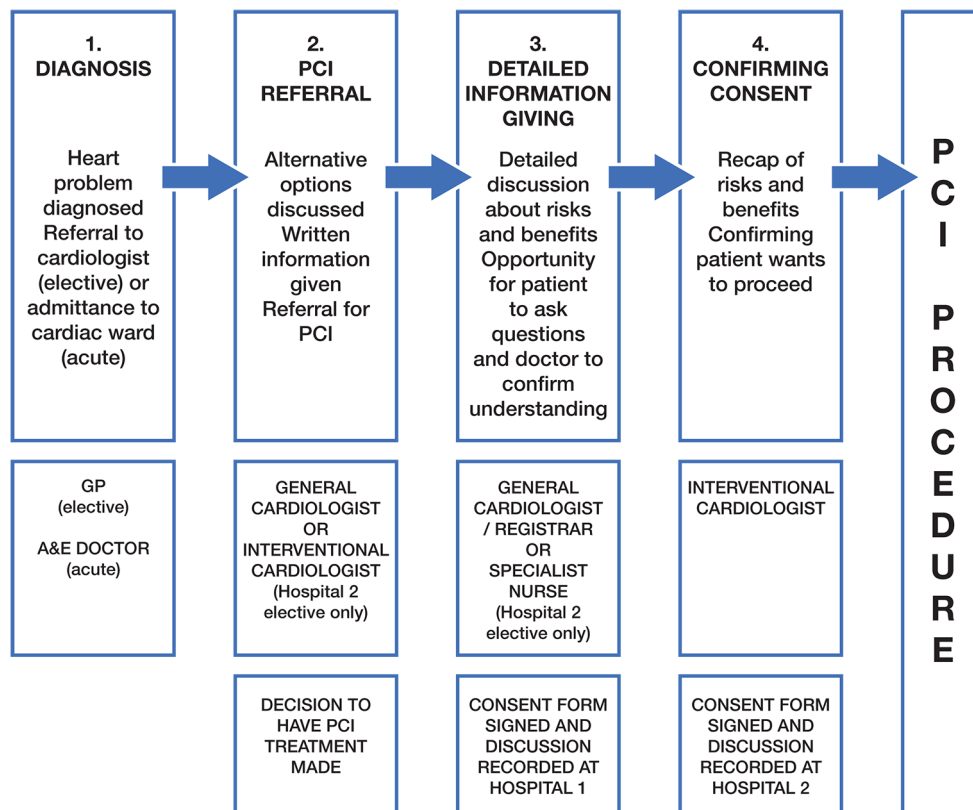 1.
DIAGNOSIS
Heart
problem
diagnosed
Referral to
cardiologist
(elective) or
admittance to
cardiac ward
(acute)
GP
(elective)
A&E DOCTOR
(acute)
2.
PCI
REFERRAL
Alternative
options
discussed
Written
information
given
Referral for
PCI
GENERAL
CARDIOLOGIST
OR
INTERVENTIONAL
CARDIOLOGIST
(Hospital 2
elective only)
DECISION TO
HAVE PCI
TREATMENT
MADE
3.
DETAILED
INFORMATION
GIVING
Detailed
discussion
about risks
and benefits
Opportunity
for patient
to ask
questions
and doctor to
confirm
understanding
GENERAL
CARDIOLOGIST
/ REGISTRAR
OR
SPECIALIST
NURSE
(Hospital 2
elective only)
CONSENT FORM
SIGNED AND
DISCUSSION
RECORDED AT
HOSPITAL 1
4.
CONFIRMING
CONSENT
Recap of
risks and
benefits
Confirming
patient wants
to proceed
INTERVENTIONAL
CARDIOLOGIST
CONSENT FORM
SIGNED AND
DISCUSSION
RECORDED AT
HOSPITAL 2
PCI PROCEDURE